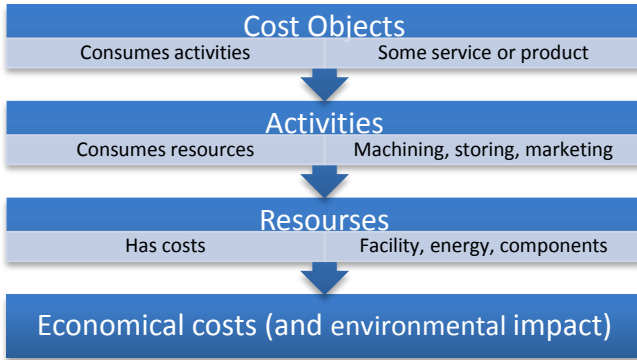 Cost Objects
Consumes activities
Some service or product
Activities
Consumes resources
Machining, storing, marketing
Resourses
Has costs
Facility, energy, components
Economical costs (and environmental impact)